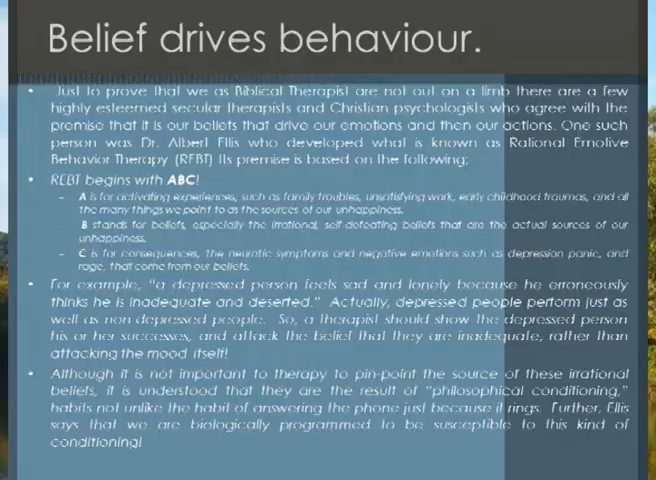 Belief drives behaviour.
• Just to prove that we as Biblical Therapist are not out on a limb there are a few
highly esteemed secular therapists and Christian psychologists who agree with the
premise that it is our beliefs that drive our emotions and then our actions. One such
person was Dr. Albert Ellis who developed what is known as Rational Emotive
Behavior Therapy (REBT) Its premise is based on the following;
• REBT begins with ABC!
– A is for activating experiences, such as family troubles, unsatisfying work, early childhood traumas, and all
the many things we point to as the sources of our unhappiness.
– B stands for beliefs, especially the irrational, self-defeating beliefs that are the actual sources of our
unhappiness.
– C is for consequences, the neurotic symptoms and negative emotions such as depression panic, and
rage, that come from our beliefs.
• For example, "a depressed person feels sad and lonely because he erroneously
thinks he is inadequate and deserted." Actually, depressed people perform just as
well as non depressed people. So, a therapist should show the depressed person
his or her successes, and attack the belief that they are inadequate, rather than
attacking the mood itself!
• Although it is not important to therapy to pin-point the source of these irrational
beliefs, it is understood that they are the result of "philosophical conditioning,"
habits not unlike the habit of answering the phone just because it rings. Further, Ellis
says that we are biologically programmed to be susceptible to this kind of
conditioning!